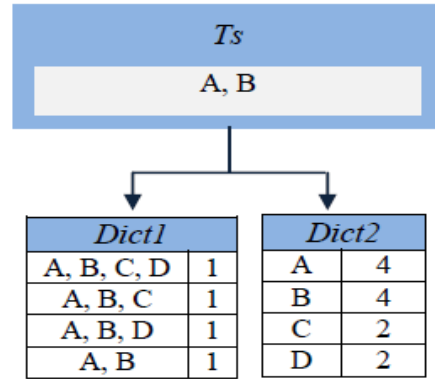 Ts
A, B
Dict1
A, B, C, D 1
A, B, C 1
A, B, D 1
A, B 1
Dict2
A 4
B 4
C 2
D 2